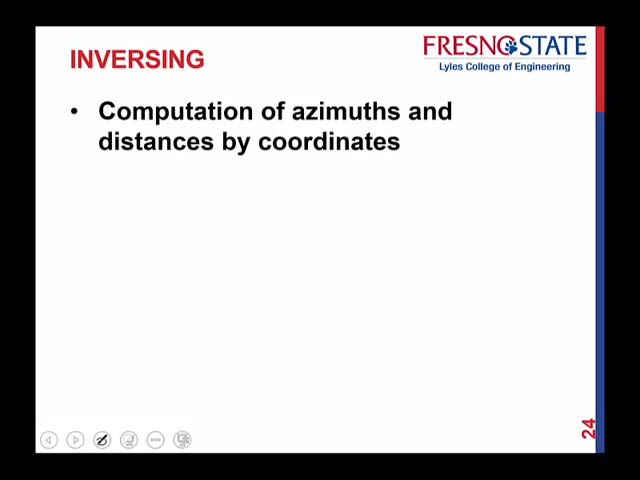 INVERSING
FRESNO STATE
Lyles College of Engineering
• Computation of azimuths and
distances by coordinates
24